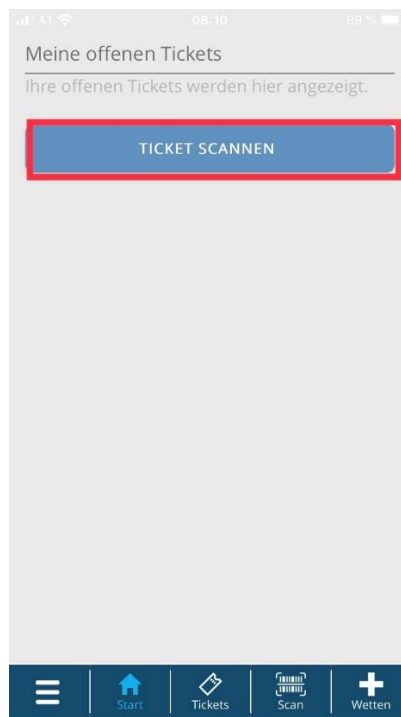 A1 08:10 89 %
Meine offenen Tickets
Ihre offenen Tickets werden hier angezeigt.
TICKET SCANNEN
Start Tickets Scan Wetten